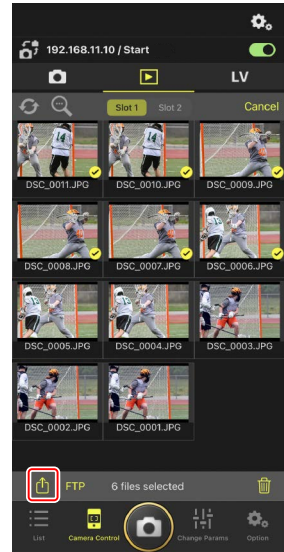 192.168.11.10 / Start
LV
Slot 1 Slot 2 Cancel
DSC_0011.JPG DSC_0010.JPG DSC_0009.JPG
DSC_0008.JPG DSC_0007.JPG DSC_0006.JPG
DSC_0005.JPG DSC_0004.JPG DSC_0003.JPG
DSC_0002.JPG DSC_0001.JPG
FTP 6 files selected
List Camera Control Change Params Option